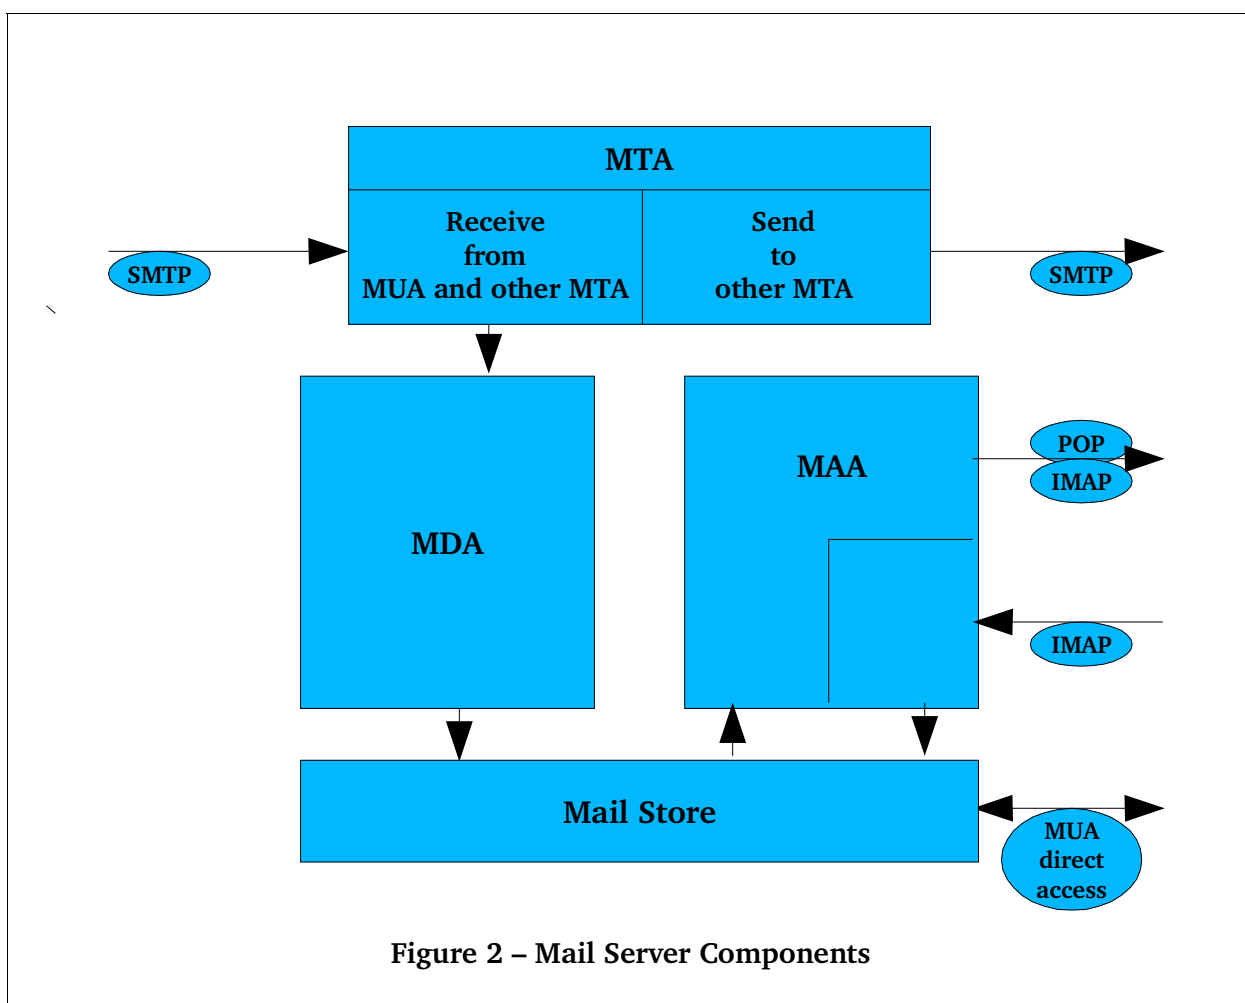 MTA
Receive
from
MUA and other MTA
Send
to
other MTA
SMTP
SMTP
MDA
MAA
POP
IMAP
IMAP
Mail Store
MUA
direct
access
Figure 2 – Mail Server Components